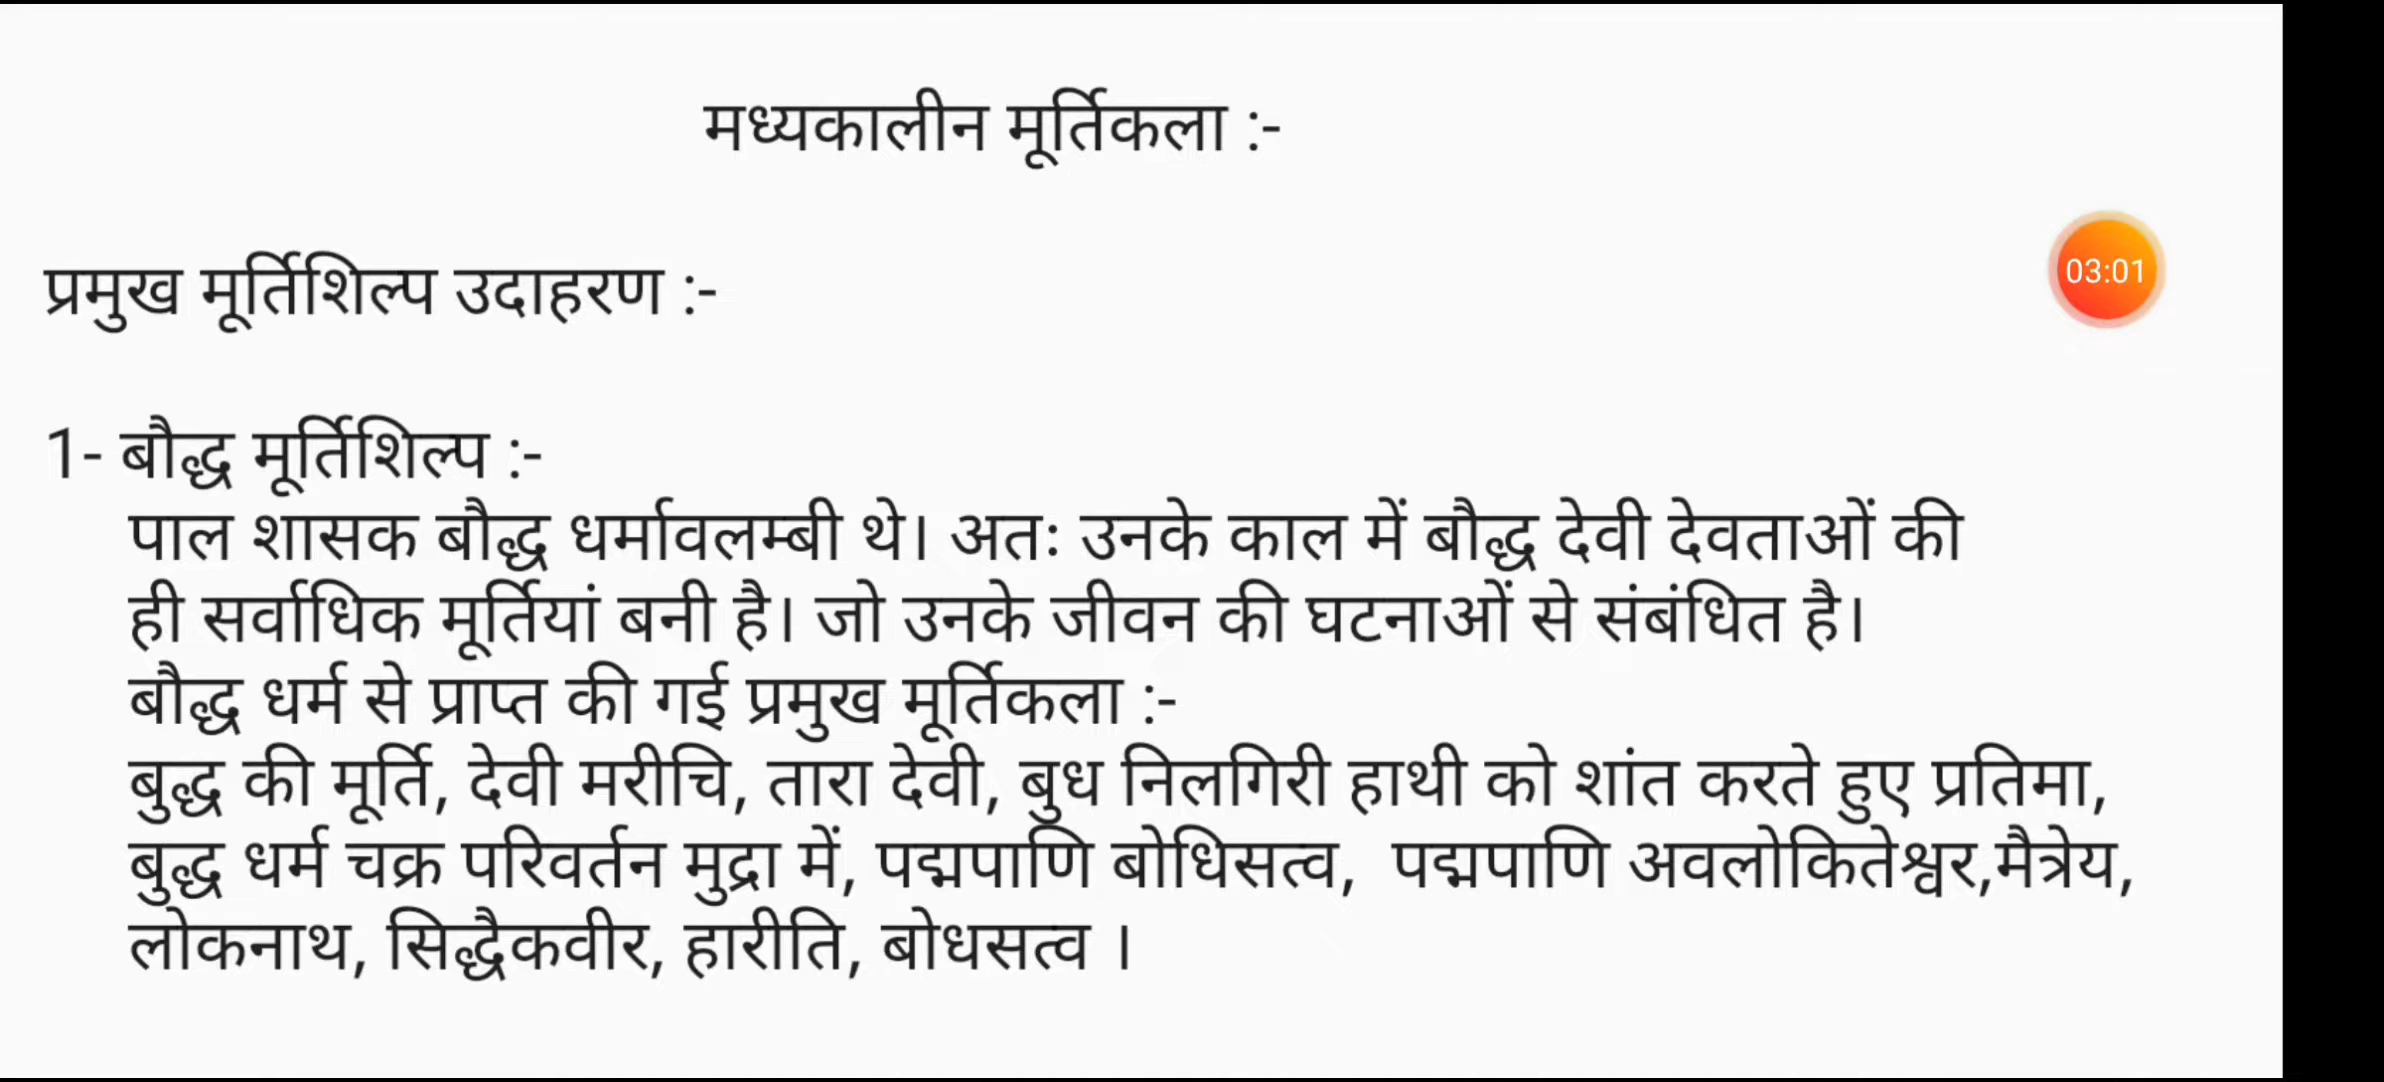 मध्यकालीन मूर्तिकला :-
प्रमुख मूर्तिशिल्प उदाहरण :-
03:01
1- बौद्ध मूर्तिशिल्प :-
पाल शासक बौद्ध धर्मावलम्बी थे। अतः उनके काल में बौद्ध देवी देवताओं की
ही सर्वाधिक मूर्तियां बनी है। जो उनके जीवन की घटनाओं से संबंधित है।
बौद्ध धर्म से प्राप्त की गई प्रमुख मूर्तिकला :-
बुद्ध की मूर्ति, देवी मरीचि, तारा देवी, बुध निलगिरी हाथी को शांत करते हुए प्रतिमा,
बुद्ध धर्म चक्र परिवर्तन मुद्रा में, पद्मपाणि बोधिसत्व, पद्मपाणि अवलोकितेश्वर,मैत्रेय,
लोकनाथ, सिद्धैकवीर, हारीति, बोधसत्व ।